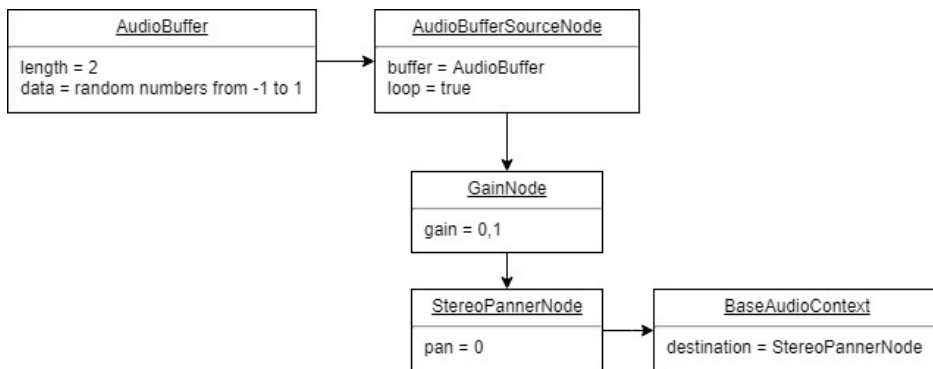 AudioBuffer
length = 2
data = random numbers from -1 to 1
AudioBufferSourceNode
buffer = AudioBuffer
loop = true
GainNode
gain = 0,1
StereoPannerNode
pan = 0
BaseAudioContext
destination = StereoPannerNode